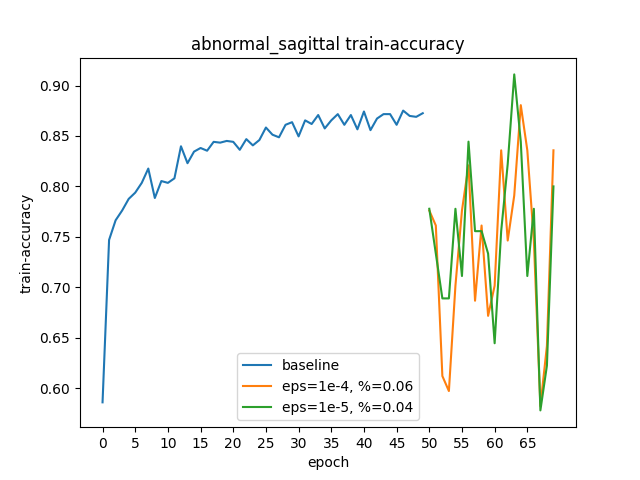 abnormal_sagittal train-accuracy
train-accuracy
0.90
0.85
0.80
0.75
0.70
0.65
0.60
baseline
eps=1e-4, %=0.06
eps=1e-5, %=0.04
0 5 10 15 20 25 30 35 40 45 50 55 60 65
epoch